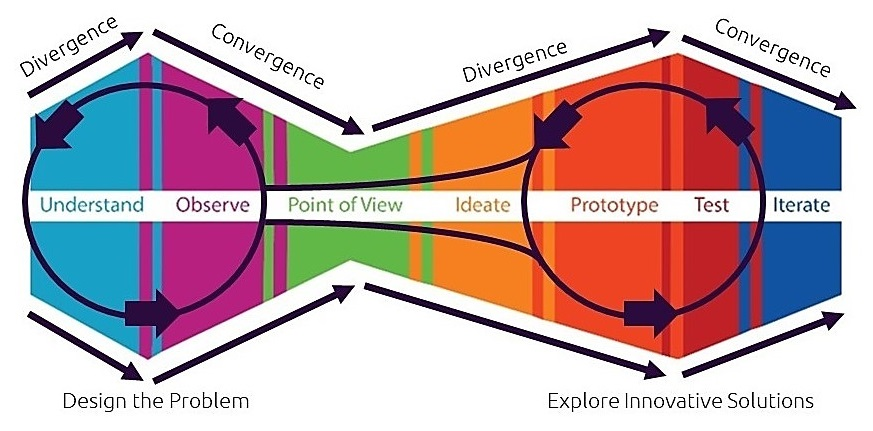 Divergence
Convergence
Divergence
Convergence
Understand
Observe
Point of View
Ideate
Prototype
Test
Iterate
Design the Problem
Explore Innovative Solutions